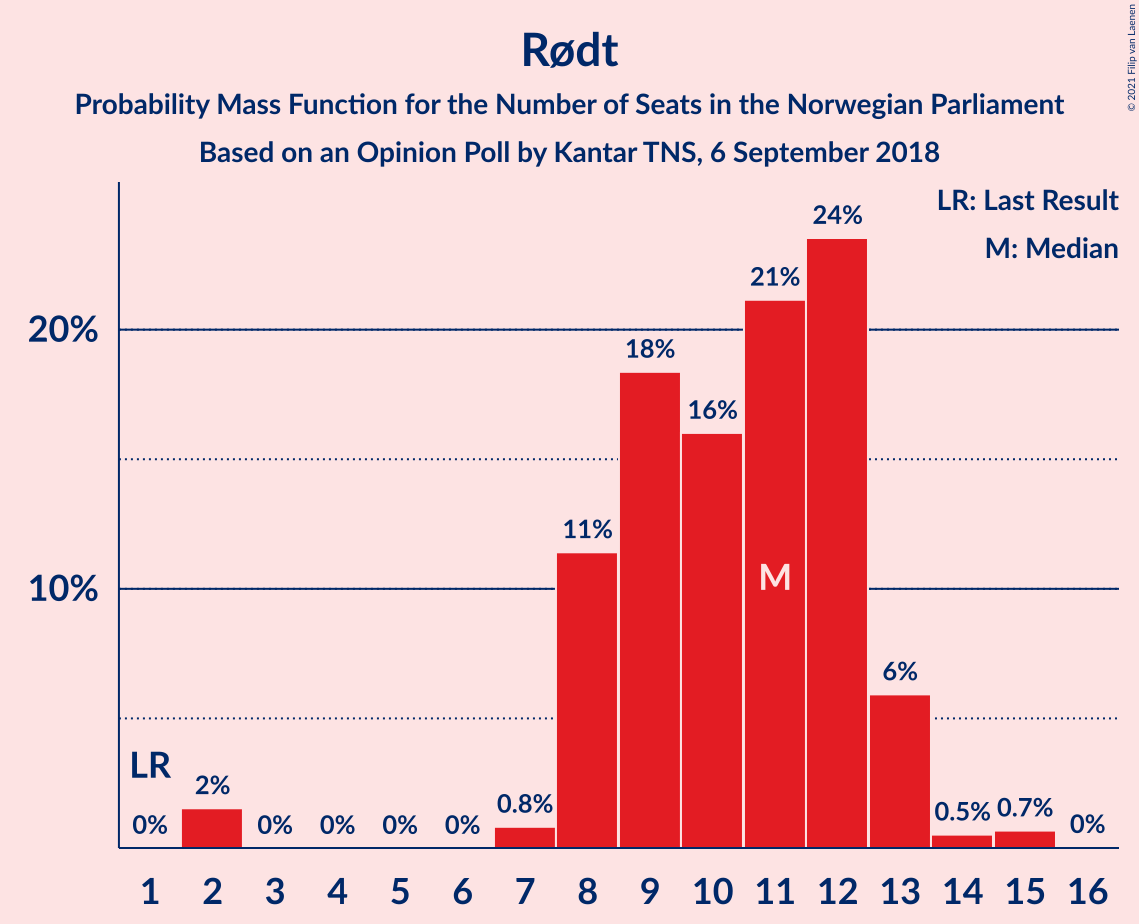 Rødt
Probability Mass Function for the Number of Seats in the Norwegian Parliament
Based on an Opinion Poll by Kantar TNS, 6 September 2018
© 2021 Filip van Laenen
LR: Last Result
M: Median
20%
10%
LR
0%
2%
0%
0%
0%
0%
0.8%
11%
18%
16%
21%
M
24%
6%
0.5%
0.7%
0%
1 2 3 4 5 6 7 8 9 10 11 12 13 14 15 16